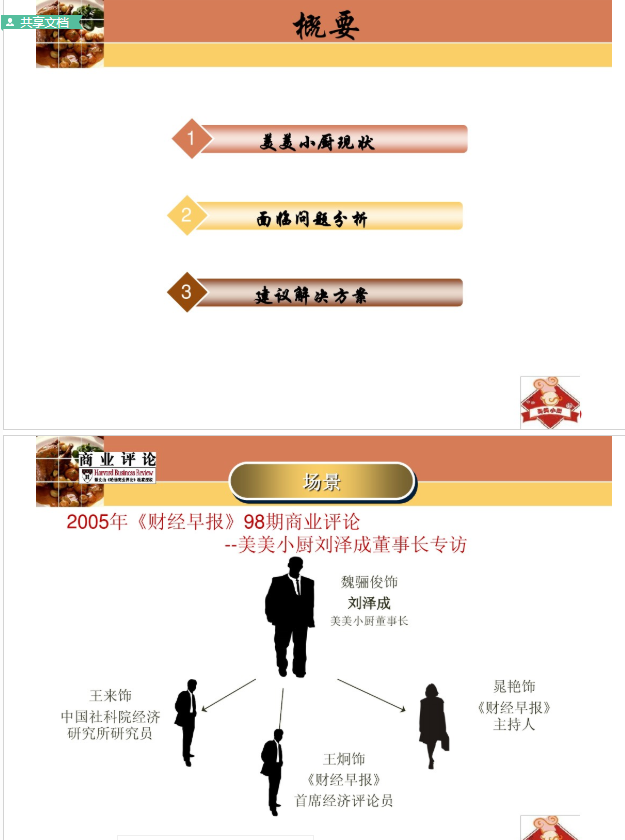 共享文档
概要
1 美美小厨现状
2 面临问题分析
3 建议解决方案
美美小厨
商业评论
Harvard Business Review
场景
2005年《财经早报》98期商业评论
--美美小厨刘泽成董事长专访
魏骊俊饰
刘泽成
美美小厨董事长
王来饰
中国社科院经济
研究所研究员
晁艳饰
《财经早报》
主持人
王炯饰
《财经早报》
首席经济评论员